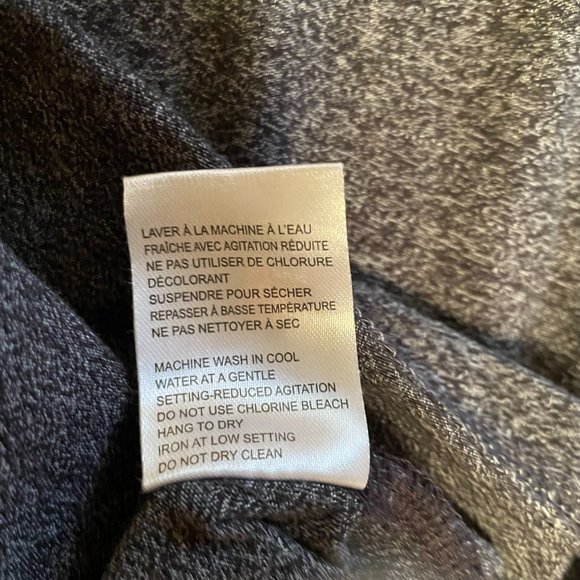 LAVER À LA MACHINE À L'EAU
FRAÎCHE AVEC AGITATION RÉDUITE
NE PAS UTILISER DE CHLORURE
DÉCOLORANT
SUSPENDRE POUR SÉCHER
REPASSER À BASSE TEMPÉRATURE
NE PAS NETTOYER À SEC
MACHINE WASH IN COOL
WATER AT A GENTLE
SETTING-REDUCED AGITATION
DO NOT USE CHLORINE BLEACH
HANG TO DRY
IRON AT LOW SETTING
DO NOT DRY CLEAN